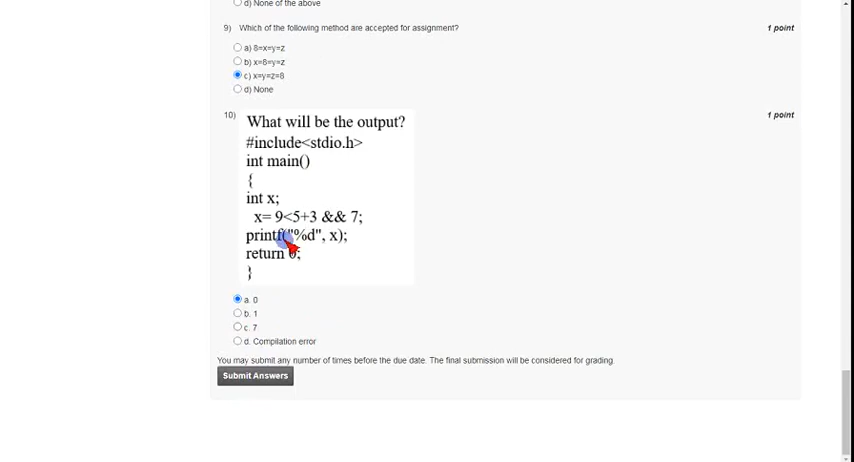 d) None of the above
9) Which of the following method are accepted for assignment?
1 point
a) 8=x=y=z
b) x=8=y=z
c) x=y=z=8
d) None
10) What will be the output?
1 point
#include<stdio.h>
int main()
{
int x;
x= 9<5+3 && 7;
printf("%d", x);
return 0;
}
a. 0
b. 1
c. 7
d. Compilation error
You may submit any number of times before the due date. The final submission will be considered for grading.
Submit Answers